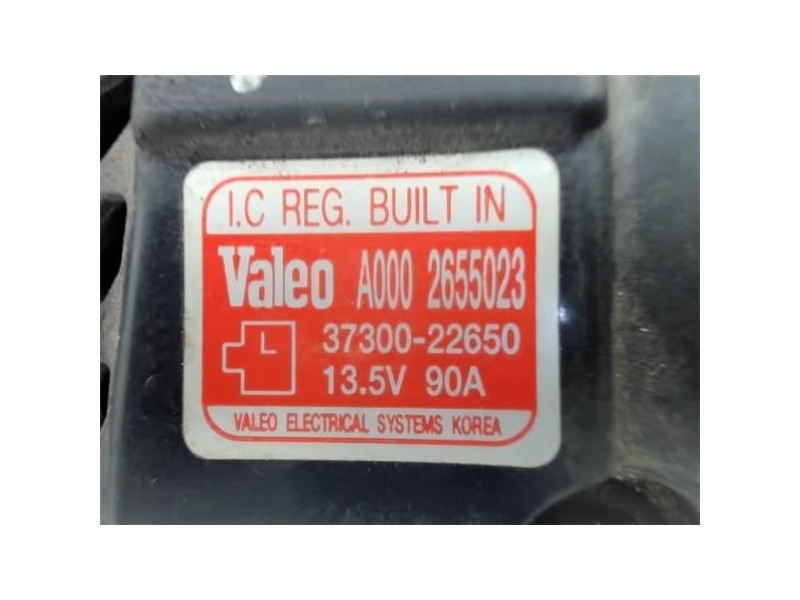 I.C REG. BUILT IN
Valeo A000 2655023
37300-22650
L 13.5V 90A
VALEO ELECTRICAL SYSTEMS KOREA